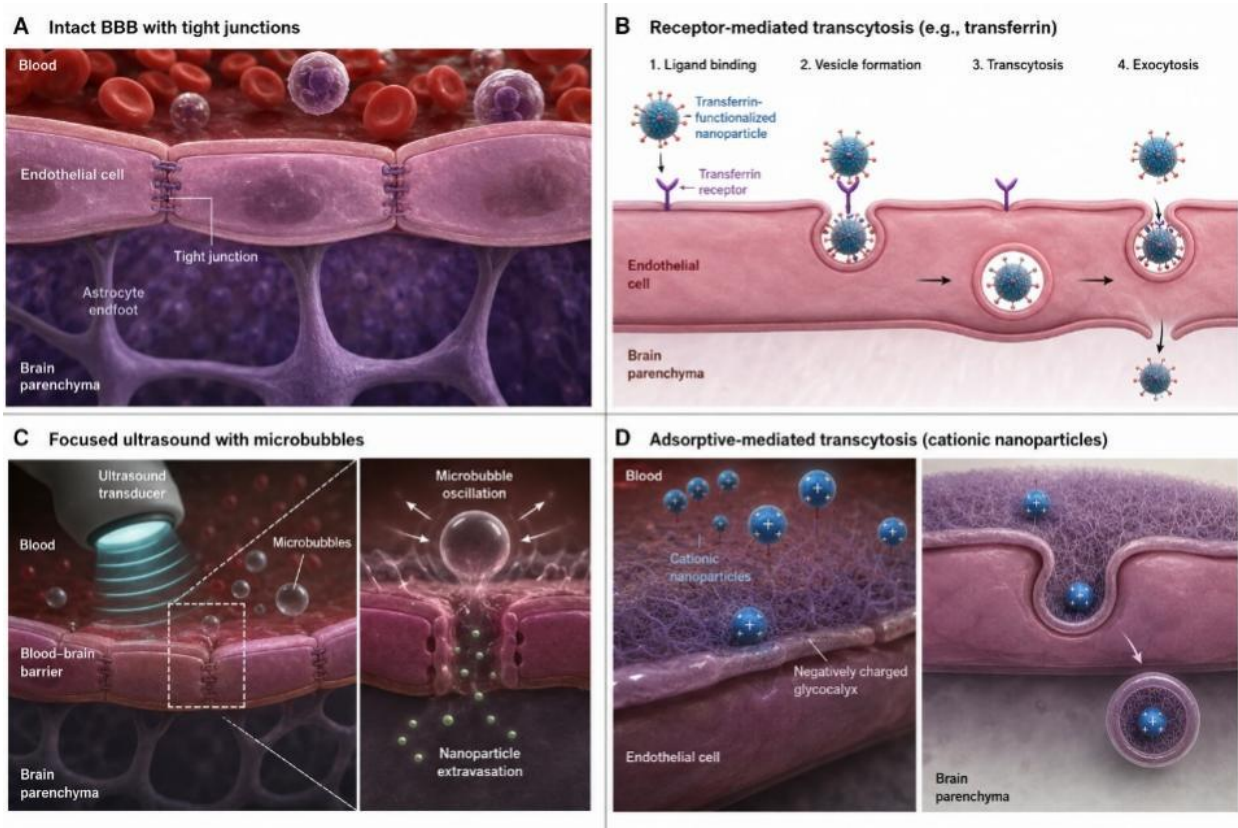 A Intact BBB with tight junctions
Blood
Endothelial cell
Tight junction
Astrocyte
endfoot
Brain
parenchyma
B Receptor-mediated transcytosis (e.g., transferrin)
1. Ligand binding
2. Vesicle formation
3. Transcytosis
4. Exocytosis
Transferrin-
functionalized
nanoparticle
Transferrin
receptor
Endothelial
cell
Brain
parenchyma
C Focused ultrasound with microbubbles
Ultrasound
transducer
Blood
Microbubbles
Blood–brain
barrier
Brain
parenchyma
Microbubble
oscillation
Nanoparticle
extravasation
D Adsorptive-mediated transcytosis (cationic nanoparticles)
Blood
Cationic
nanoparticles
Negatively charged
glycocalyx
Endothelial cell
Brain
parenchyma